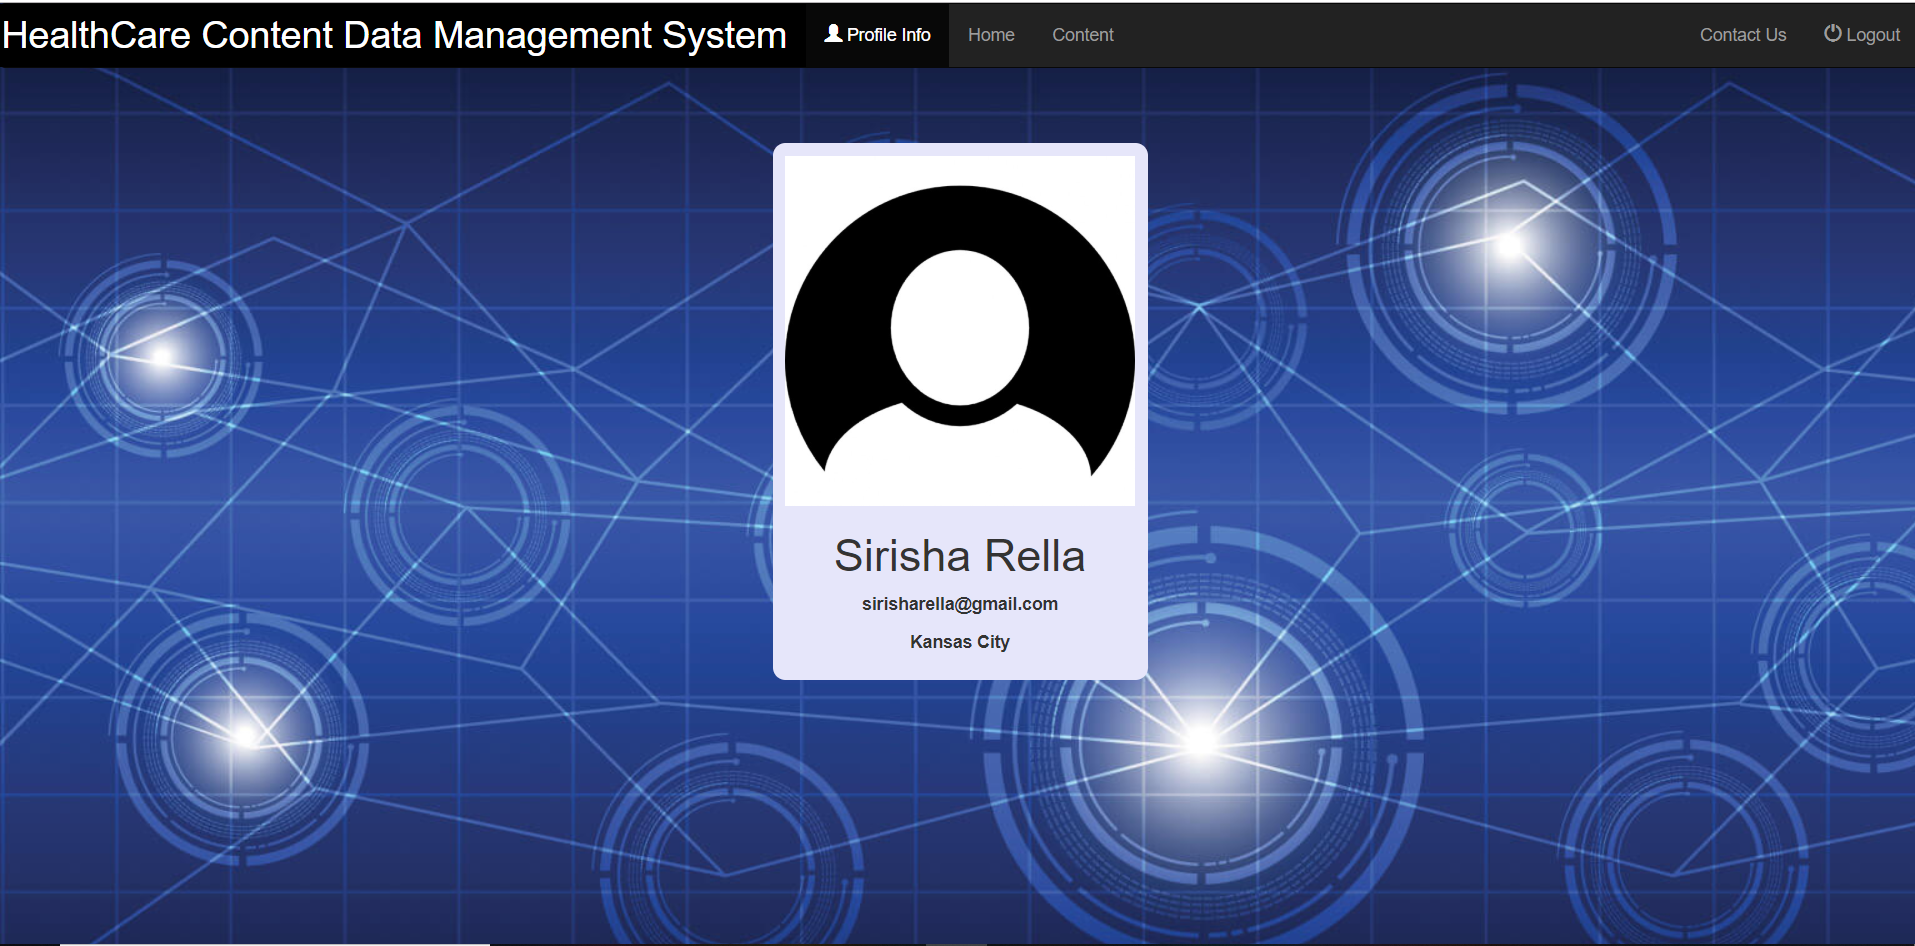 HealthCare Content Data Management System Profile Info Home Content Contact Us Logout
Sirisha Rella
sirisharella@gmail.com
Kansas City